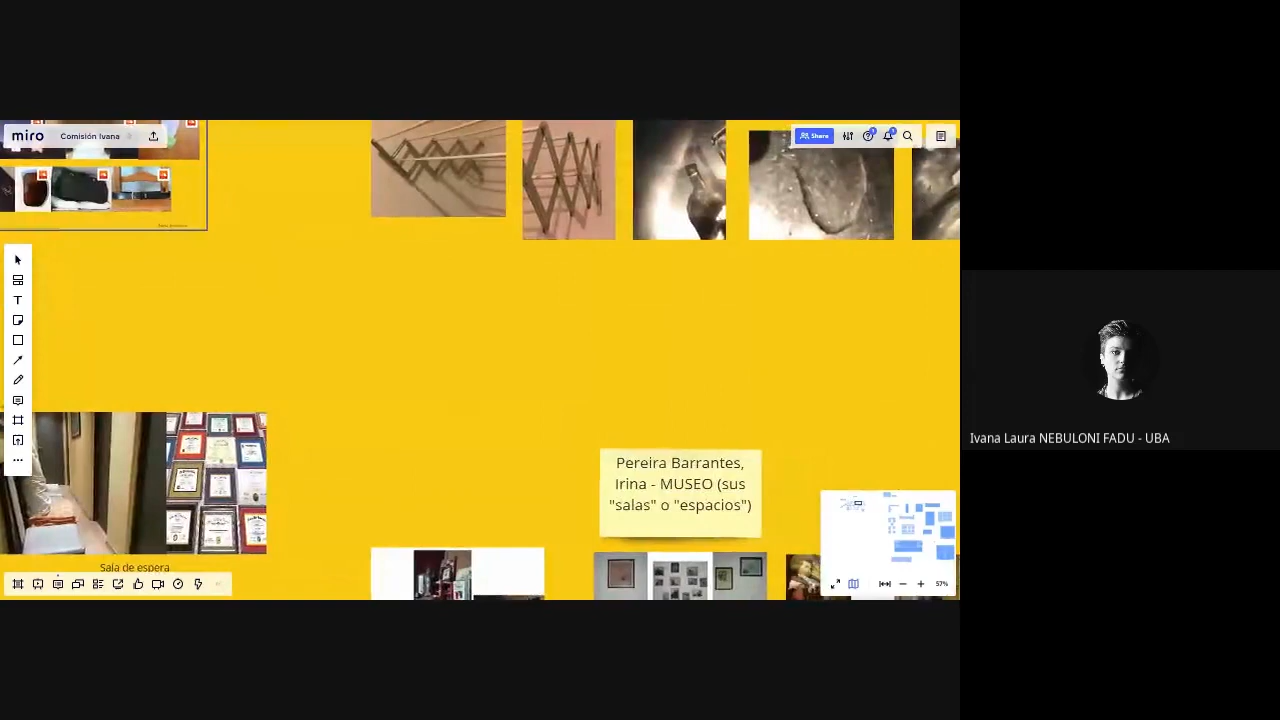 miro
Comisión Ivana
Share
Pereira Barrantes,
Irina - MUSEO (sus
"salas" o "espacios")
Sala de espera
57%
Ivana Laura NEBULONI FADU - UBA